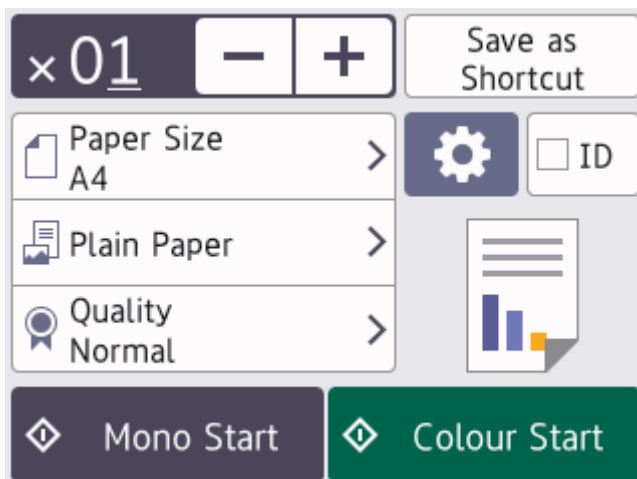 ×01 − +
Save as
Shortcut
Paper Size
A4
ID
Plain Paper
Quality
Normal
Mono Start
Colour Start